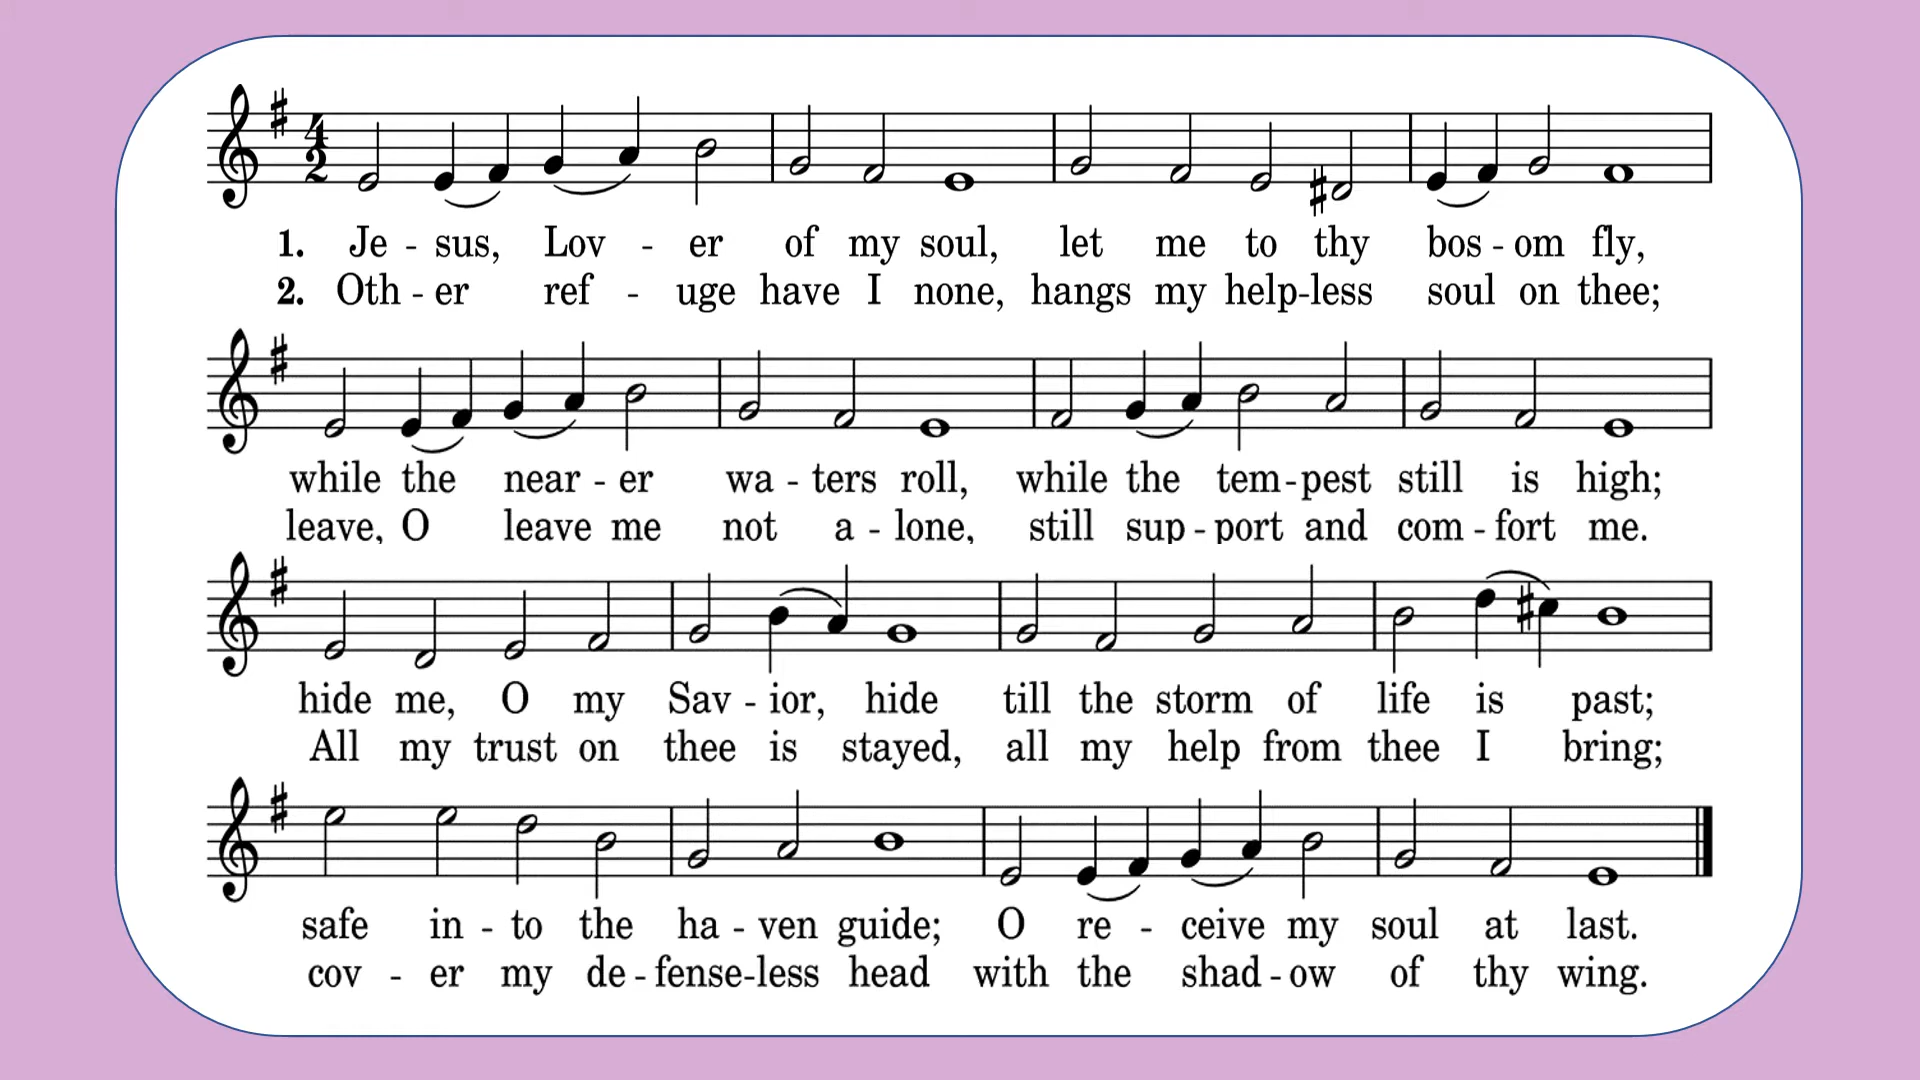 4
2
1. Je - sus, Lov - er of my soul, let me to thy bos - om fly,
2. Oth - er ref - uge have I none, hangs my help-less soul on thee;
while the near - er wa - ters roll, while the tem-pest still is high;
leave, O leave me not a - lone, still sup - port and com - fort me.
hide me, O my Sav - ior, hide till the storm of life is past;
All my trust on thee is stayed, all my help from thee I bring;
safe in - to the ha - ven guide; O re - ceive my soul at last.
cov - er my de - fense-less head with the shad - ow of thy wing.